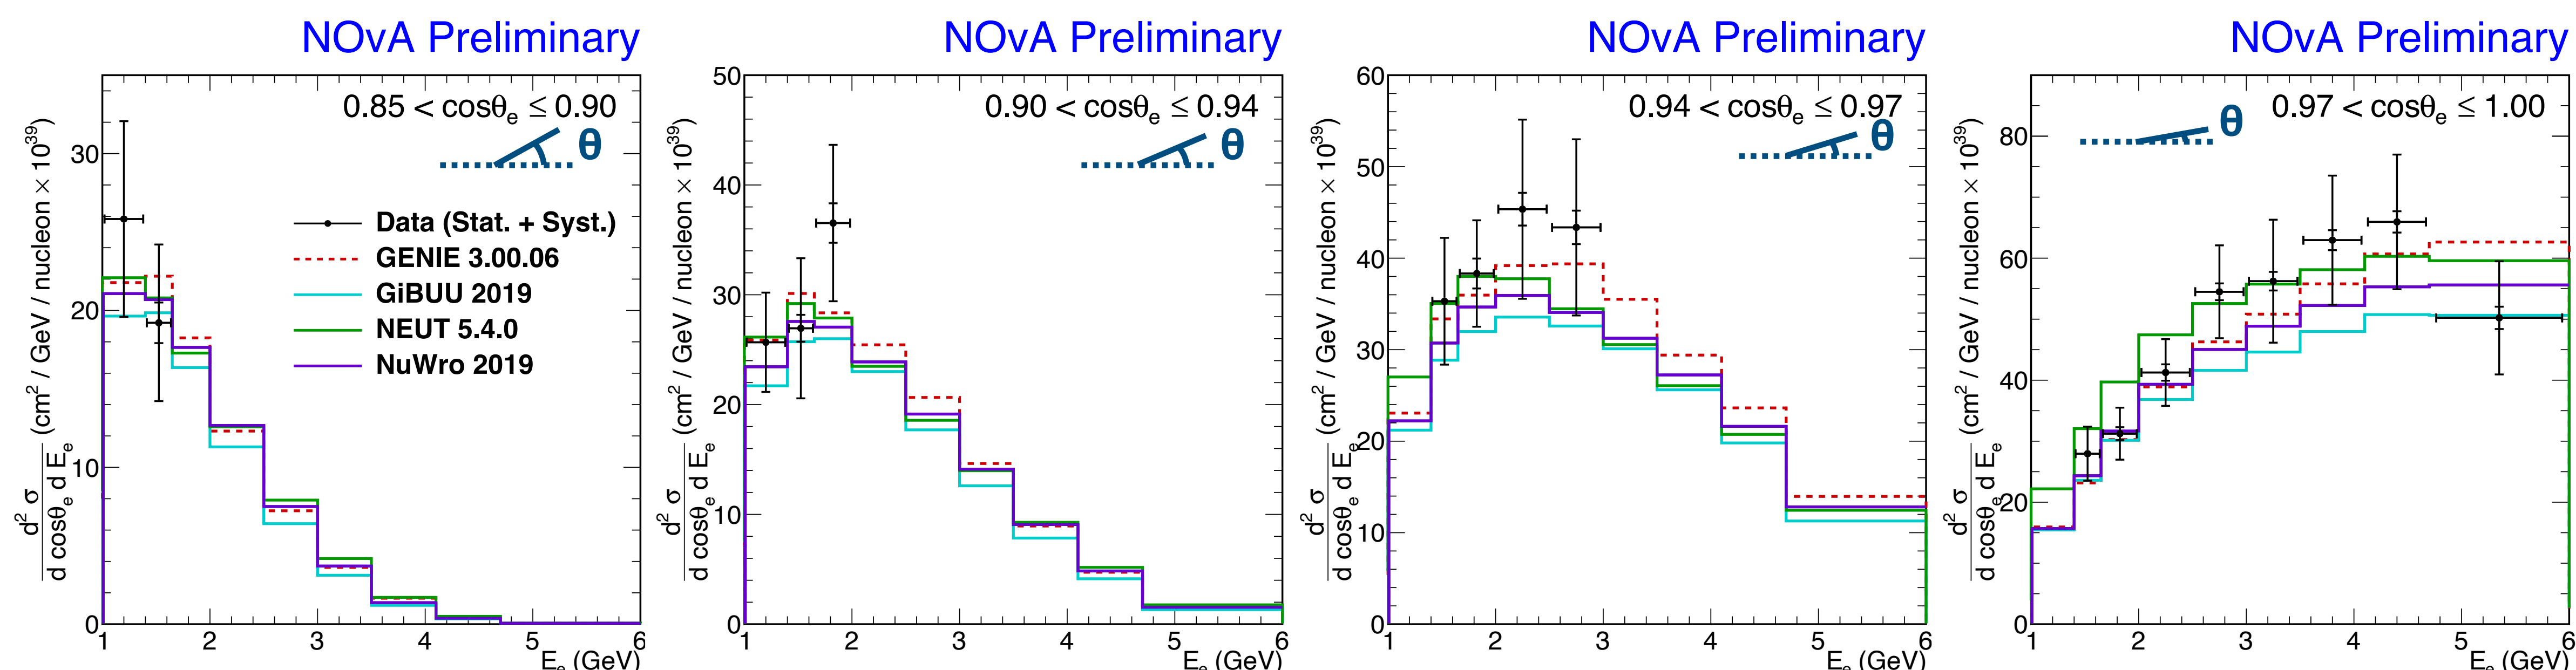 NOvA Preliminary
0.85 < cosθe ≤ 0.90
θ
Data (Stat. + Syst.)
GENIE 3.00.06
GiBUU 2019
NEUT 5.4.0
NuWro 2019
d² σ / d cosθe d Ee (cm² / GeV / nucleon × 10³⁹)
30
20
10
0
1 2 3 4 5 6
Ee (GeV)
NOvA Preliminary
0.90 < cosθe ≤ 0.94
θ
d² σ / d cosθe d Ee (cm² / GeV / nucleon × 10³⁹)
50
40
30
20
10
0
1 2 3 4 5 6
Ee (GeV)
NOvA Preliminary
0.94 < cosθe ≤ 0.97
θ
d² σ / d cosθe d Ee (cm² / GeV / nucleon × 10³⁹)
60
50
40
30
20
10
0
1 2 3 4 5 6
Ee (GeV)
NOvA Preliminary
0.97 < cosθe ≤ 1.00
θ
d² σ / d cosθe d Ee (cm² / GeV / nucleon × 10³⁹)
80
60
40
20
0
1 2 3 4 5 6
Ee (GeV)